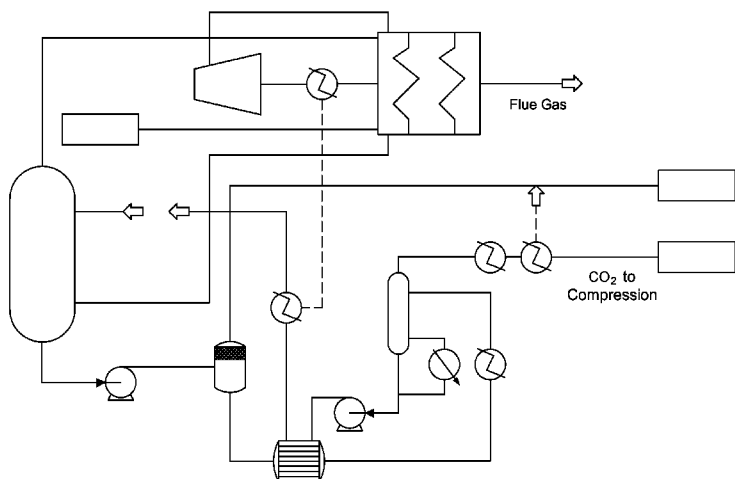 Flue Gas
CO₂ to
Compression